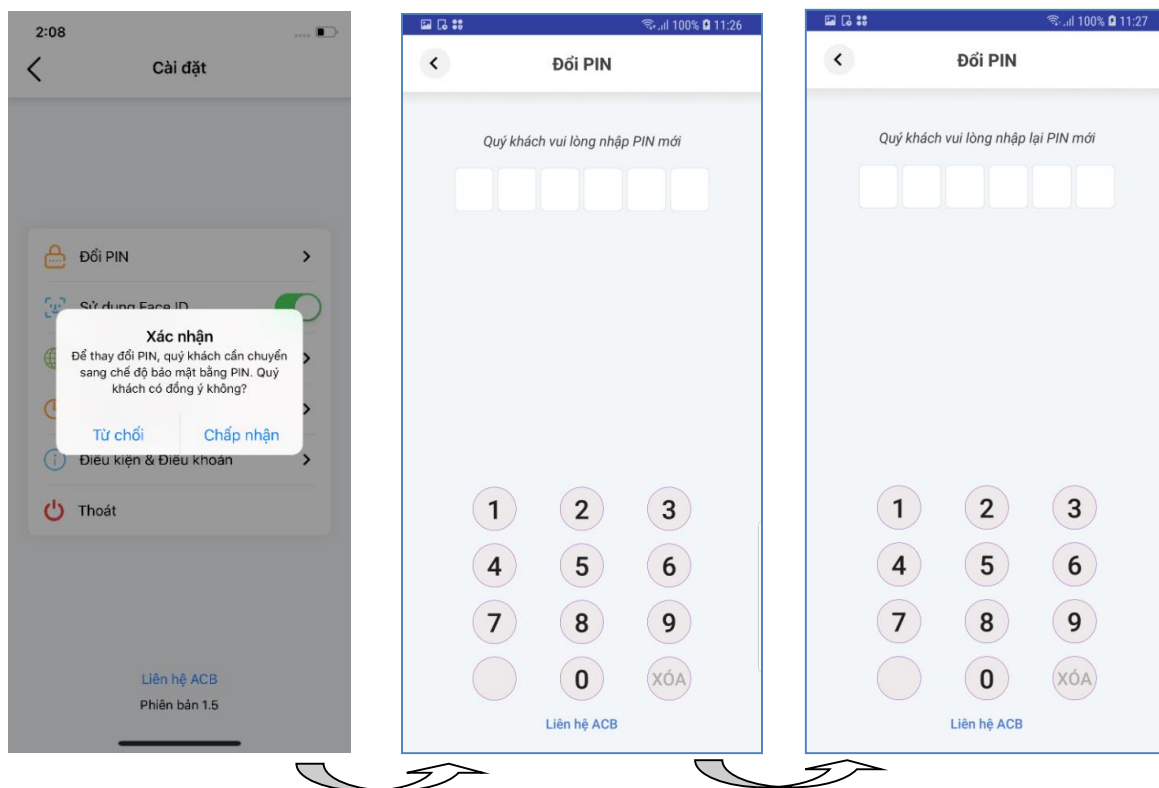 2:08
Cài đặt
Đổi PIN
Sử dụng Face ID
Xác nhận
Để thay đổi PIN, quý khách cần chuyển
sang chế độ bảo mật bằng PIN. Quý
khách có đồng ý không?
Từ chối Chấp nhận
Điều kiện & Điều khoản
Thoát
Liên hệ ACB
Phiên bản 1.5
100% 11:26
Đổi PIN
Quý khách vui lòng nhập PIN mới
1 2 3
4 5 6
7 8 9
0 XÓA
Liên hệ ACB
100% 11:27
Đổi PIN
Quý khách vui lòng nhập lại PIN mới
1 2 3
4 5 6
7 8 9
0 XÓA
Liên hệ ACB